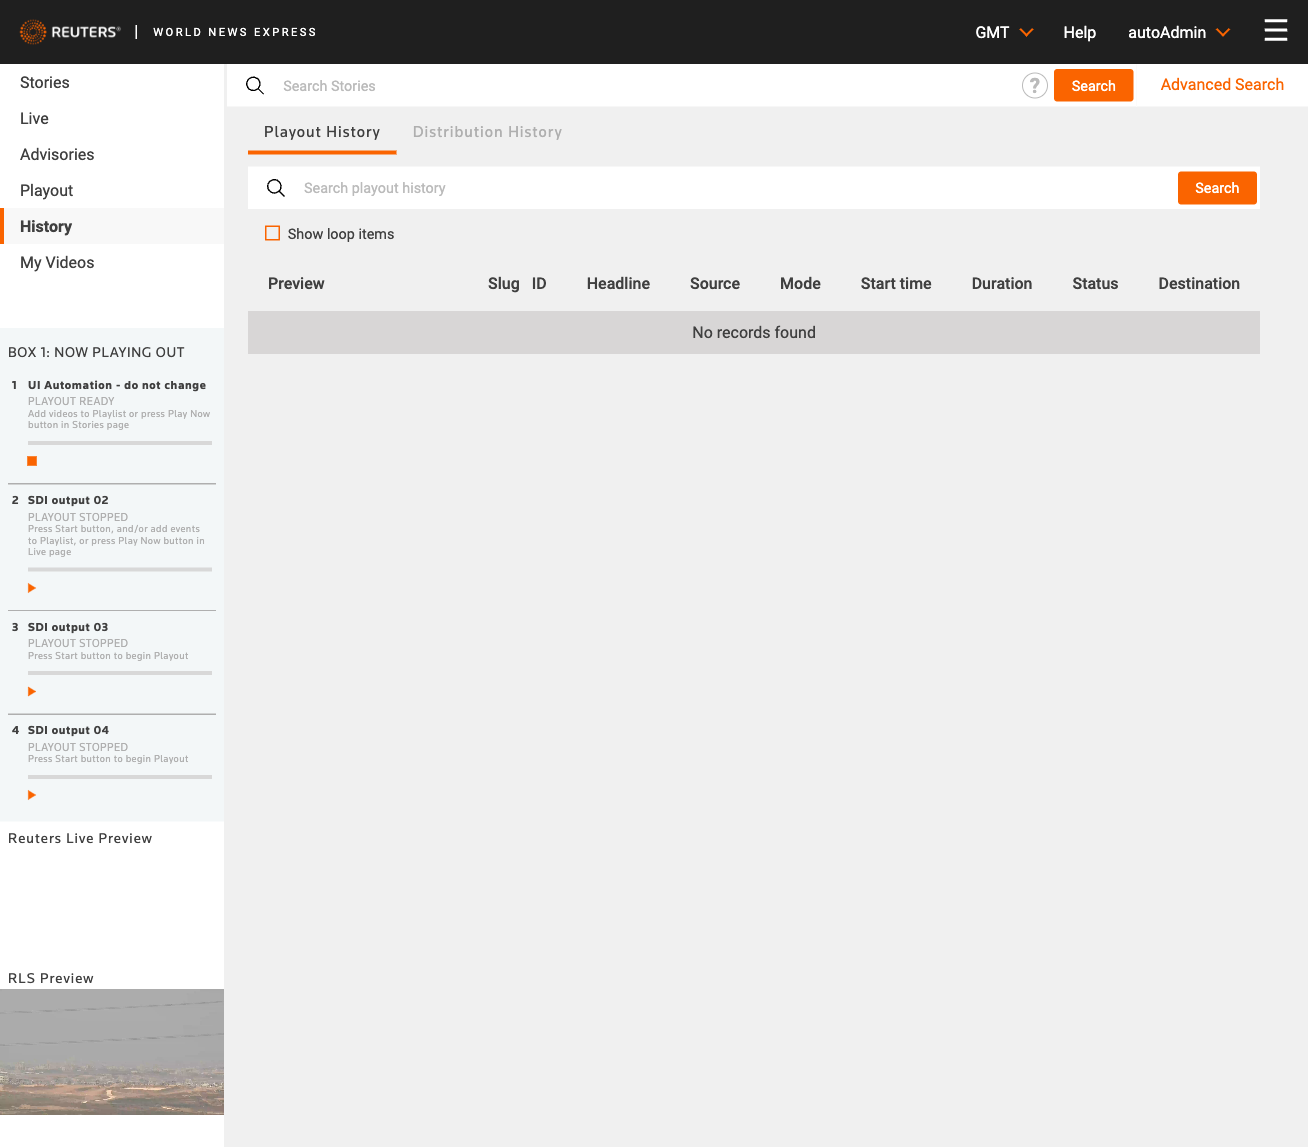 REUTERS® | WORLD NEWS EXPRESS
GMT
Help
autoAdmin
Stories
Live
Advisories
Playout
History
My Videos
Search Stories
?
Search
Advanced Search
Playout History
Distribution History
Search playout history
Search
Show loop items
Preview Slug ID Headline Source Mode Start time Duration Status Destination
No records found
BOX 1: NOW PLAYING OUT
1 UI Automation - do not change
PLAYOUT READY
Add videos to Playlist or press Play Now
button in Stories page
2 SDI output 02
PLAYOUT STOPPED
Press Start button, and/or add events
to Playlist, or press Play Now button in
Live page
3 SDI output 03
PLAYOUT STOPPED
Press Start button to begin Playout
4 SDI output 04
PLAYOUT STOPPED
Press Start button to begin Playout
Reuters Live Preview
RLS Preview